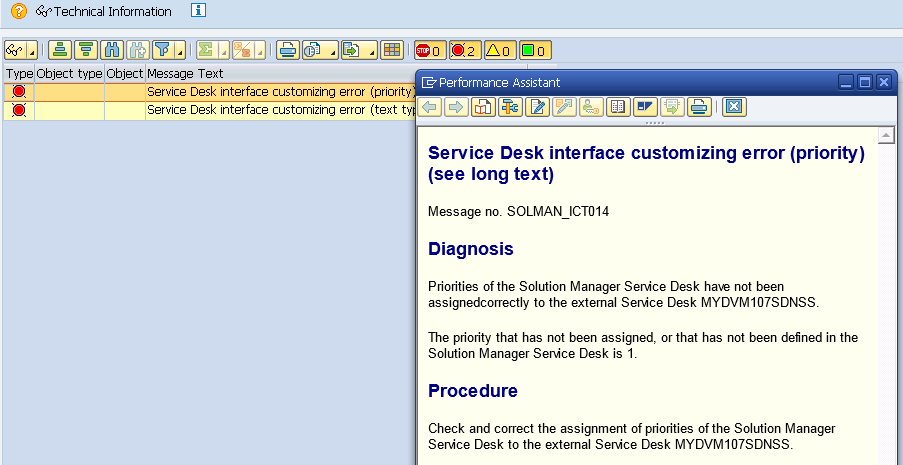 Technical Information
0 2 0 0
Type Object type Object Message Text
Service Desk interface customizing error (priority)
Service Desk interface customizing error (text typ
Performance Assistant
Service Desk interface customizing error (priority)
(see long text)
Message no. SOLMAN_ICT014
Diagnosis
Priorities of the Solution Manager Service Desk have not been
assignedcorrectly to the external Service Desk MYDVM107SDNSS.
The priority that has not been assigned, or that has not been defined in the
Solution Manager Service Desk is 1.
Procedure
Check and correct the assignment of priorities of the Solution Manager
Service Desk to the external Service Desk MYDVM107SDNSS.